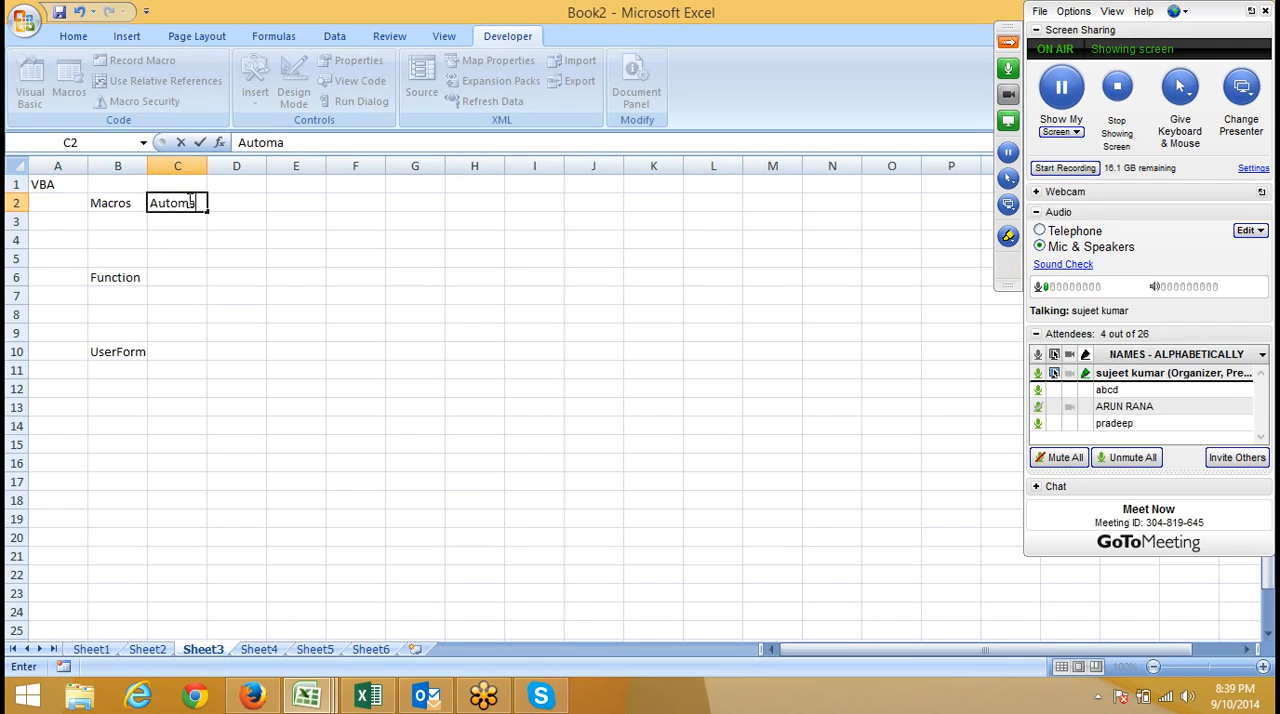 Book2 - Microsoft Excel
Home Insert Page Layout Formulas Data Review View Developer
Visual Basic
Macros
Record Macro
Use Relative References
Macro Security
Code
Insert
Design Mode
Properties
View Code
Run Dialog
Controls
Source
Map Properties
Expansion Packs
Refresh Data
Import
Export
XML
Document Panel
Modify
C2
Automa
A B C D E F G H I J K L M N O P
1 VBA
2 Macros Automa
3
4
5
6 Function
7
8
9
10 UserForm
11
12
13
14
15
16
17
18
19
20
21
22
23
24
25
Sheet1 Sheet2 Sheet3 Sheet4 Sheet5 Sheet6
Enter
100%
File Options View Help
Screen Sharing
ON AIR Showing screen
Show My
Screen
Stop Showing Screen
Give Keyboard & Mouse
Change Presenter
Start Recording 16.1 GB remaining Settings
Webcam
Audio
Telephone
Mic & Speakers
Edit
Sound Check
Talking: sujeet kumar
Attendees: 4 out of 26
NAMES - ALPHABETICALLY
sujeet kumar (Organizer, Pre...
abcd
ARUN RANA
pradeep
Mute All Unmute All Invite Others
Chat
Meet Now
Meeting ID: 304-819-645
GoToMeeting
8:39 PM
9/10/2014